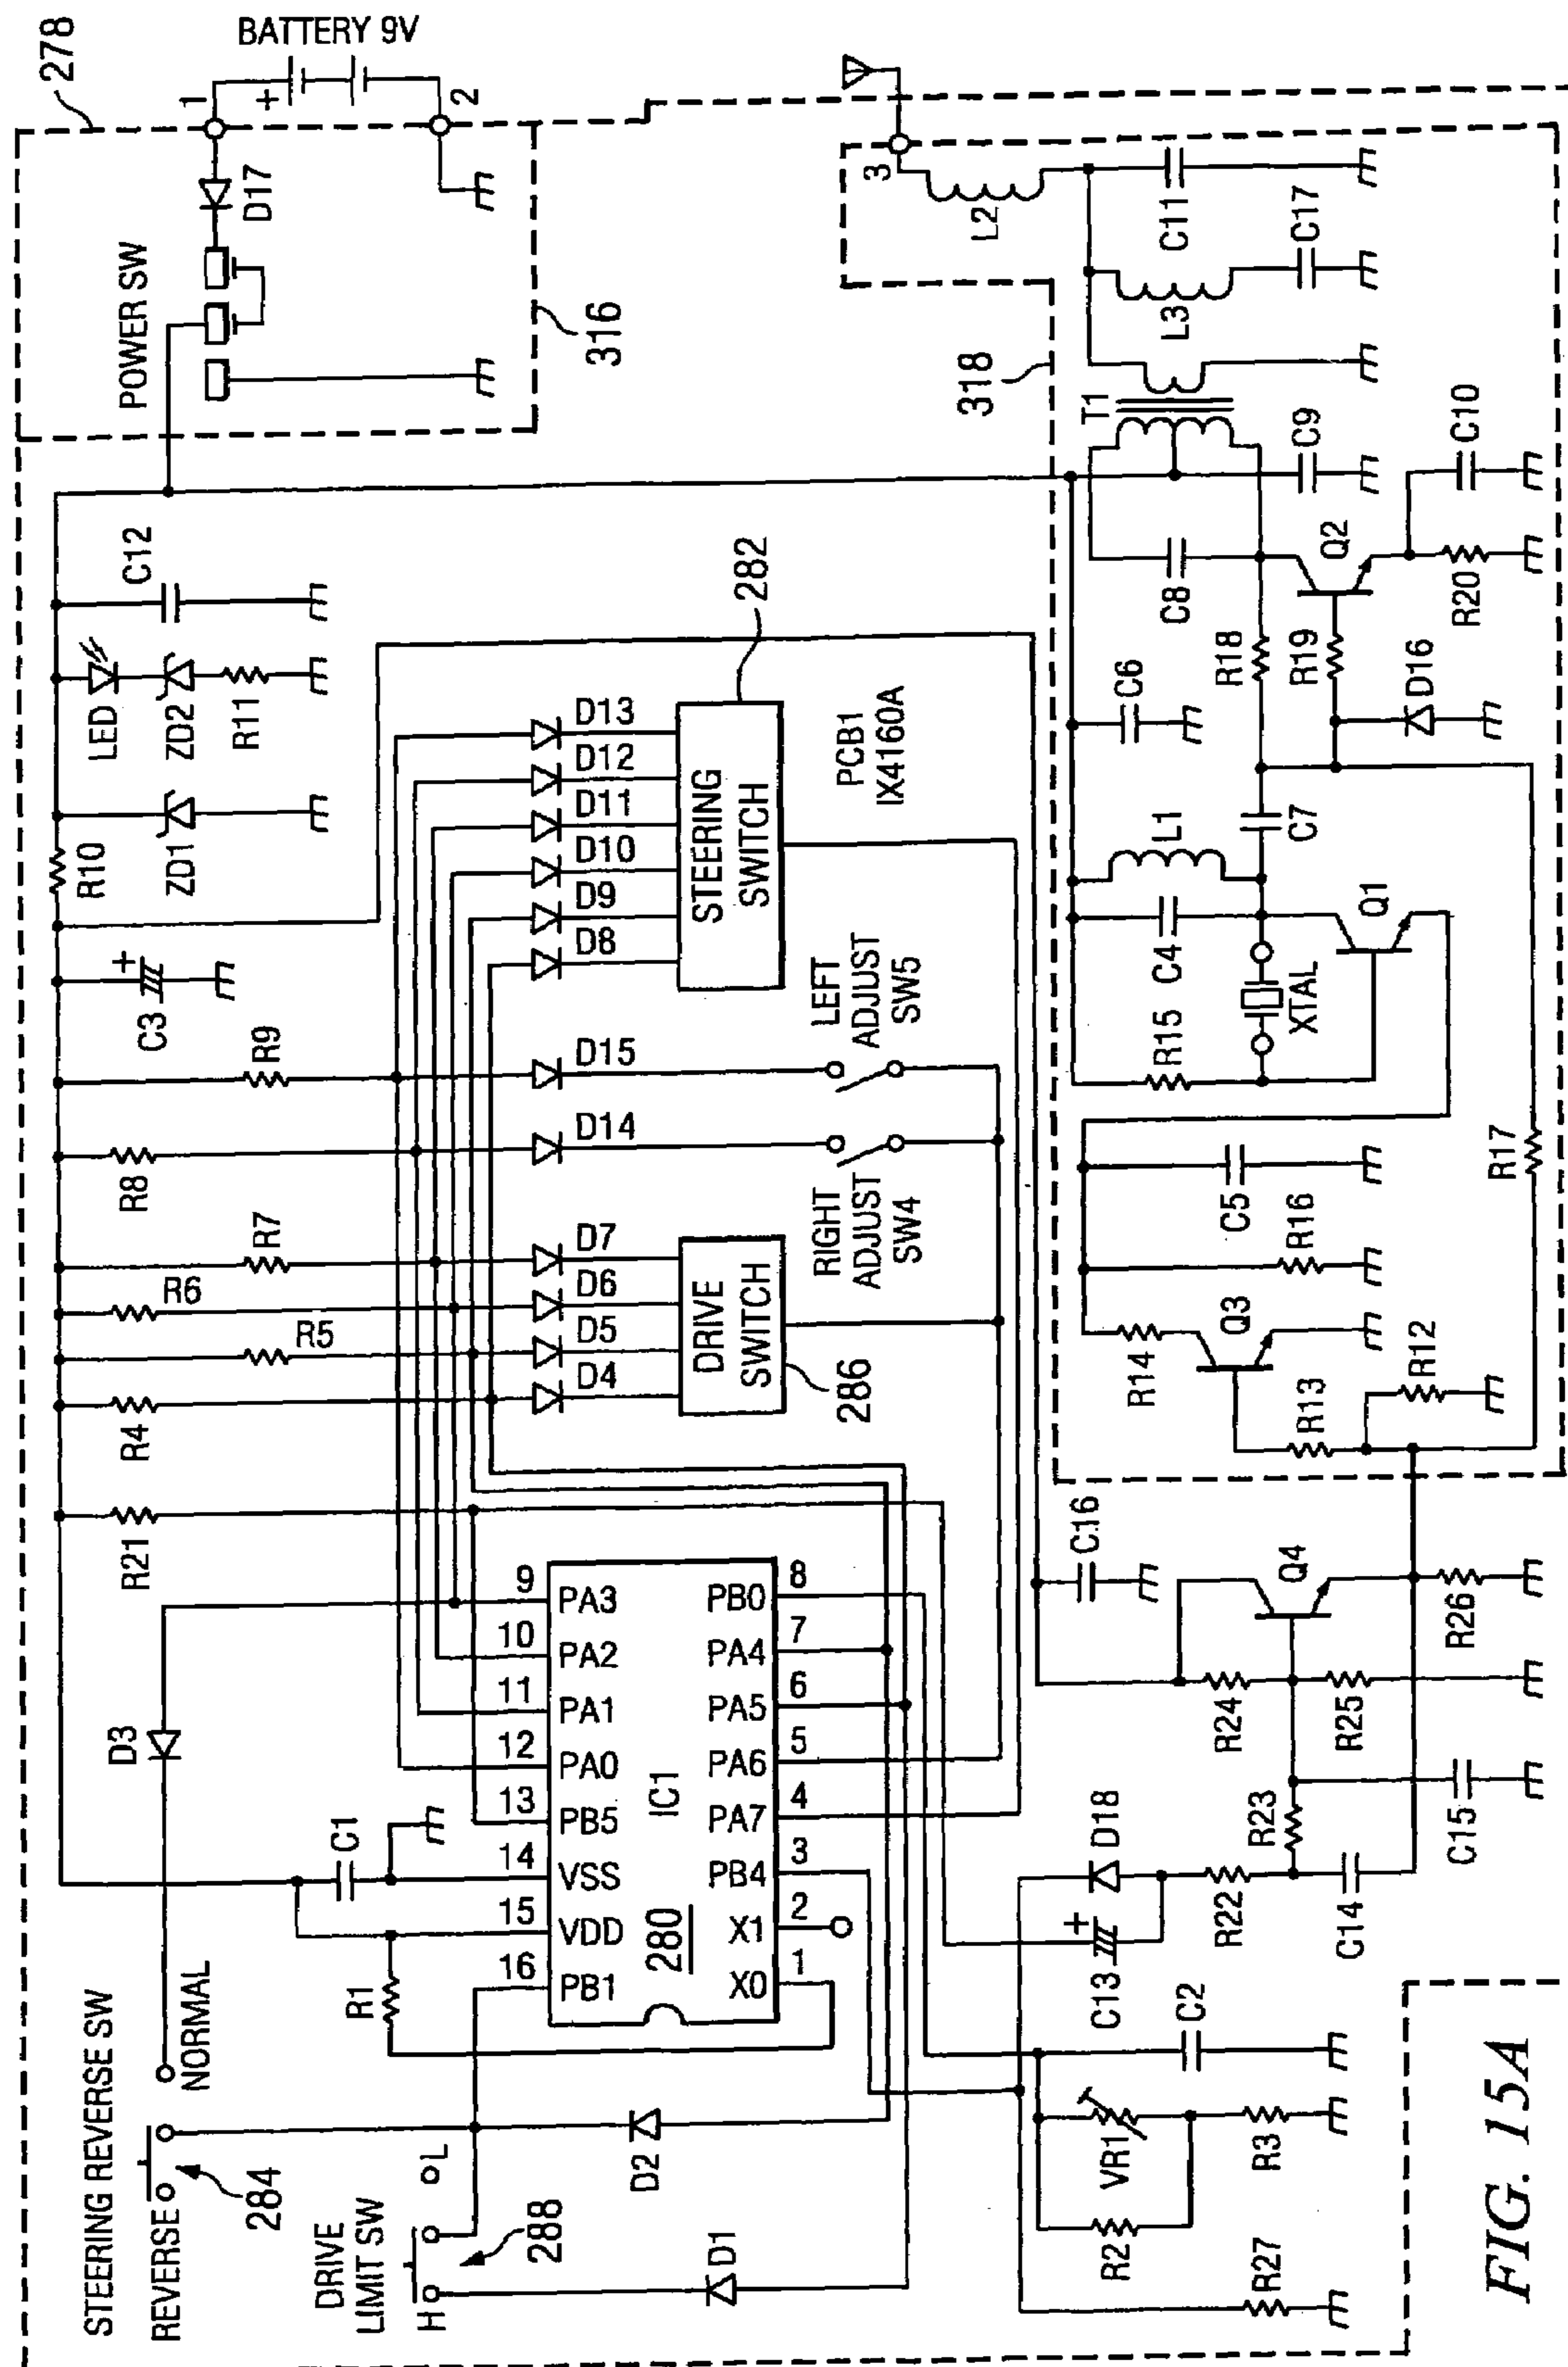 278
BATTERY 9V
1
+
2
D17
POWER SW
316
3
L2
C11
C17
L3
318
T1
C9
C10
C12
LED
ZD2
R11
ZD1
R10
282
C8
Q2
R20
R18
R19
D16
C6
D13
D12
D11
D10
D9
D8
STEERING
SWITCH
PCB1
IX4160A
C7
L1
C4
Q1
XTAL
R15
+
C3
R9
R8
R7
R6
R5
R4
R21
D15
D14
LEFT
ADJUST
SW5
RIGHT
ADJUST
SW4
D7
D6
D5
D4
DRIVE
SWITCH
286
C5
R16
R17
Q3
R14
R13
R12
C16
Q4
R26
R24
R25
R23
C15
D18
R22
C14
+
C13
9
10
11
12
13
14
15
16
PA3
PA2
PA1
PA0
PB5
VSS
VDD
PB1
IC1
280
PB0
PA4
PA5
PA6
PA7
PB4
X1
X0
8
7
6
5
4
3
2
1
D3
C1
R1
STEERING REVERSE SW
NORMAL
REVERSE
284
DRIVE
LIMIT SW
L
H
288
D2
D1
C2
VR1
R3
R2
R27
FIG. 15A